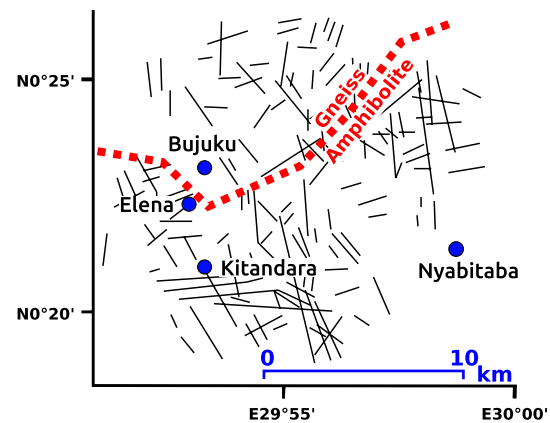 N0°25'
Gneiss
Amphibolite
Bujuku
Elena
Kitandara
Nyabitaba
N0°20'
0
10
km
E29°55'
E30°00'